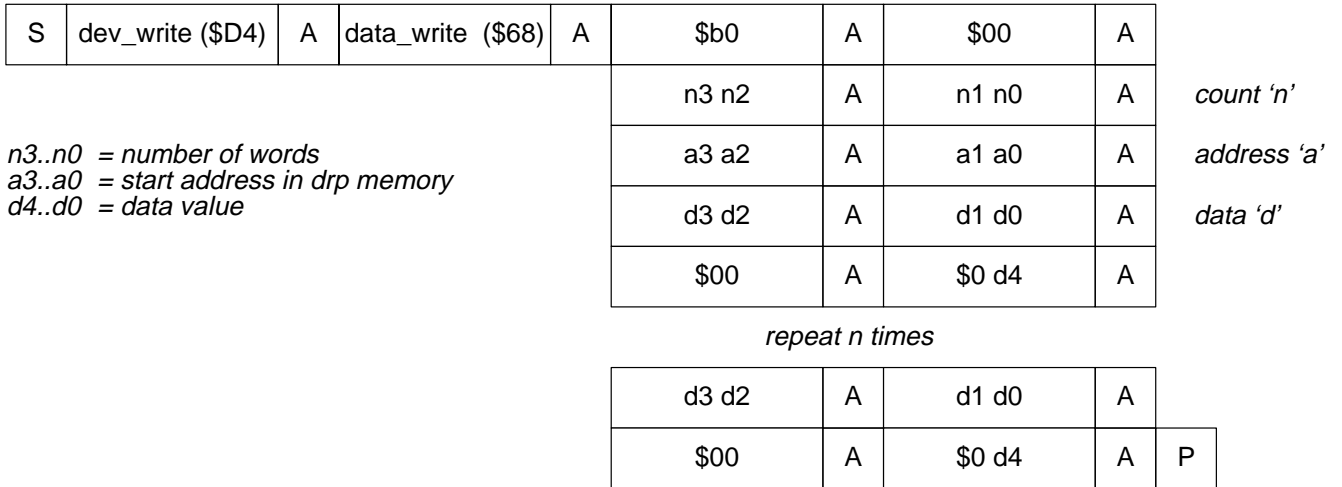 S dev_write ($D4) A data_write ($68) A $b0 A $00 A
n3 n2 A n1 n0 A count ‘n’
n3..n0 = number of words
a3 a2 A a1 a0 A address ‘a’
a3..a0 = start address in drp memory
d4..d0 = data value
d3 d2 A d1 d0 A data ‘d’
$00 A $0 d4 A
repeat n times
d3 d2 A d1 d0 A
$00 A $0 d4 A P